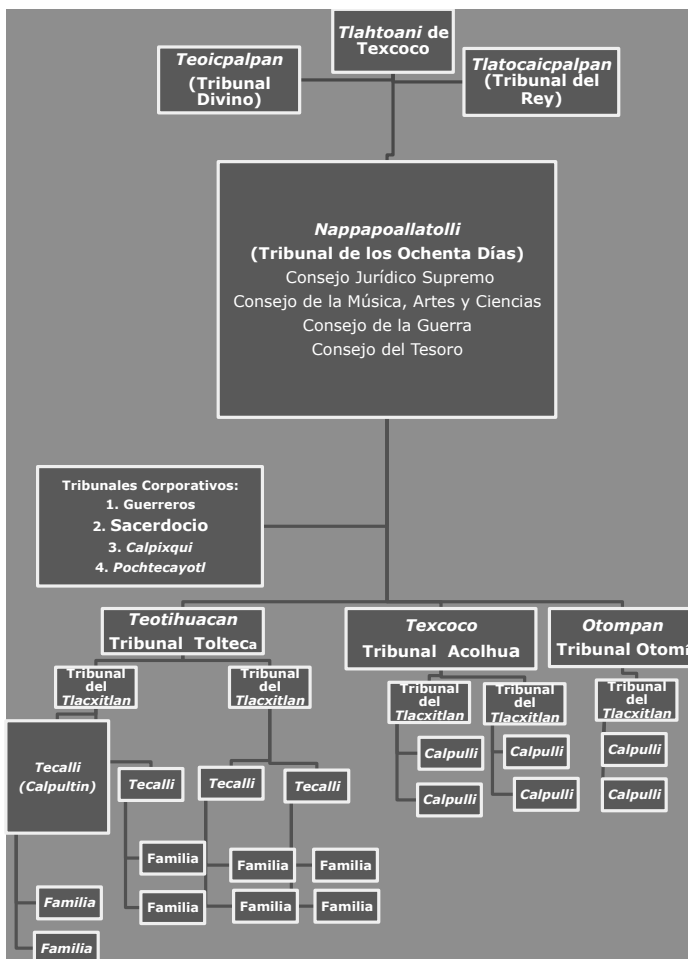 Tlahtoani de
Texcoco
Teoicpalpan
(Tribunal
Divino)
Tlatocaicpalpan
(Tribunal del
Rey)
Nappapoallatolli
(Tribunal de los Ochenta Días)
Consejo Jurídico Supremo
Consejo de la Música, Artes y Ciencias
Consejo de la Guerra
Consejo del Tesoro
Tribunales Corporativos:
1. Guerreros
2. Sacerdocio
3. Calpixqui
4. Pochtecayotl
Teotihuacan
Tribunal Tolteca
Texcoco
Tribunal Acolhua
Otompan
Tribunal Otomí
Tribunal
del
Tlacxitlan
Tribunal
del
Tlacxitlan
Tribunal
del
Tlacxitlan
Tribunal
del
Tlacxitlan
Tribunal
del
Tlacxitlan
Tecalli
(Calpultin)
Tecalli
Tecalli
Tecalli
Calpulli
Calpulli
Calpulli
Calpulli
Calpulli
Calpulli
Familia
Familia
Familia
Familia
Familia
Familia
Familia
Familia